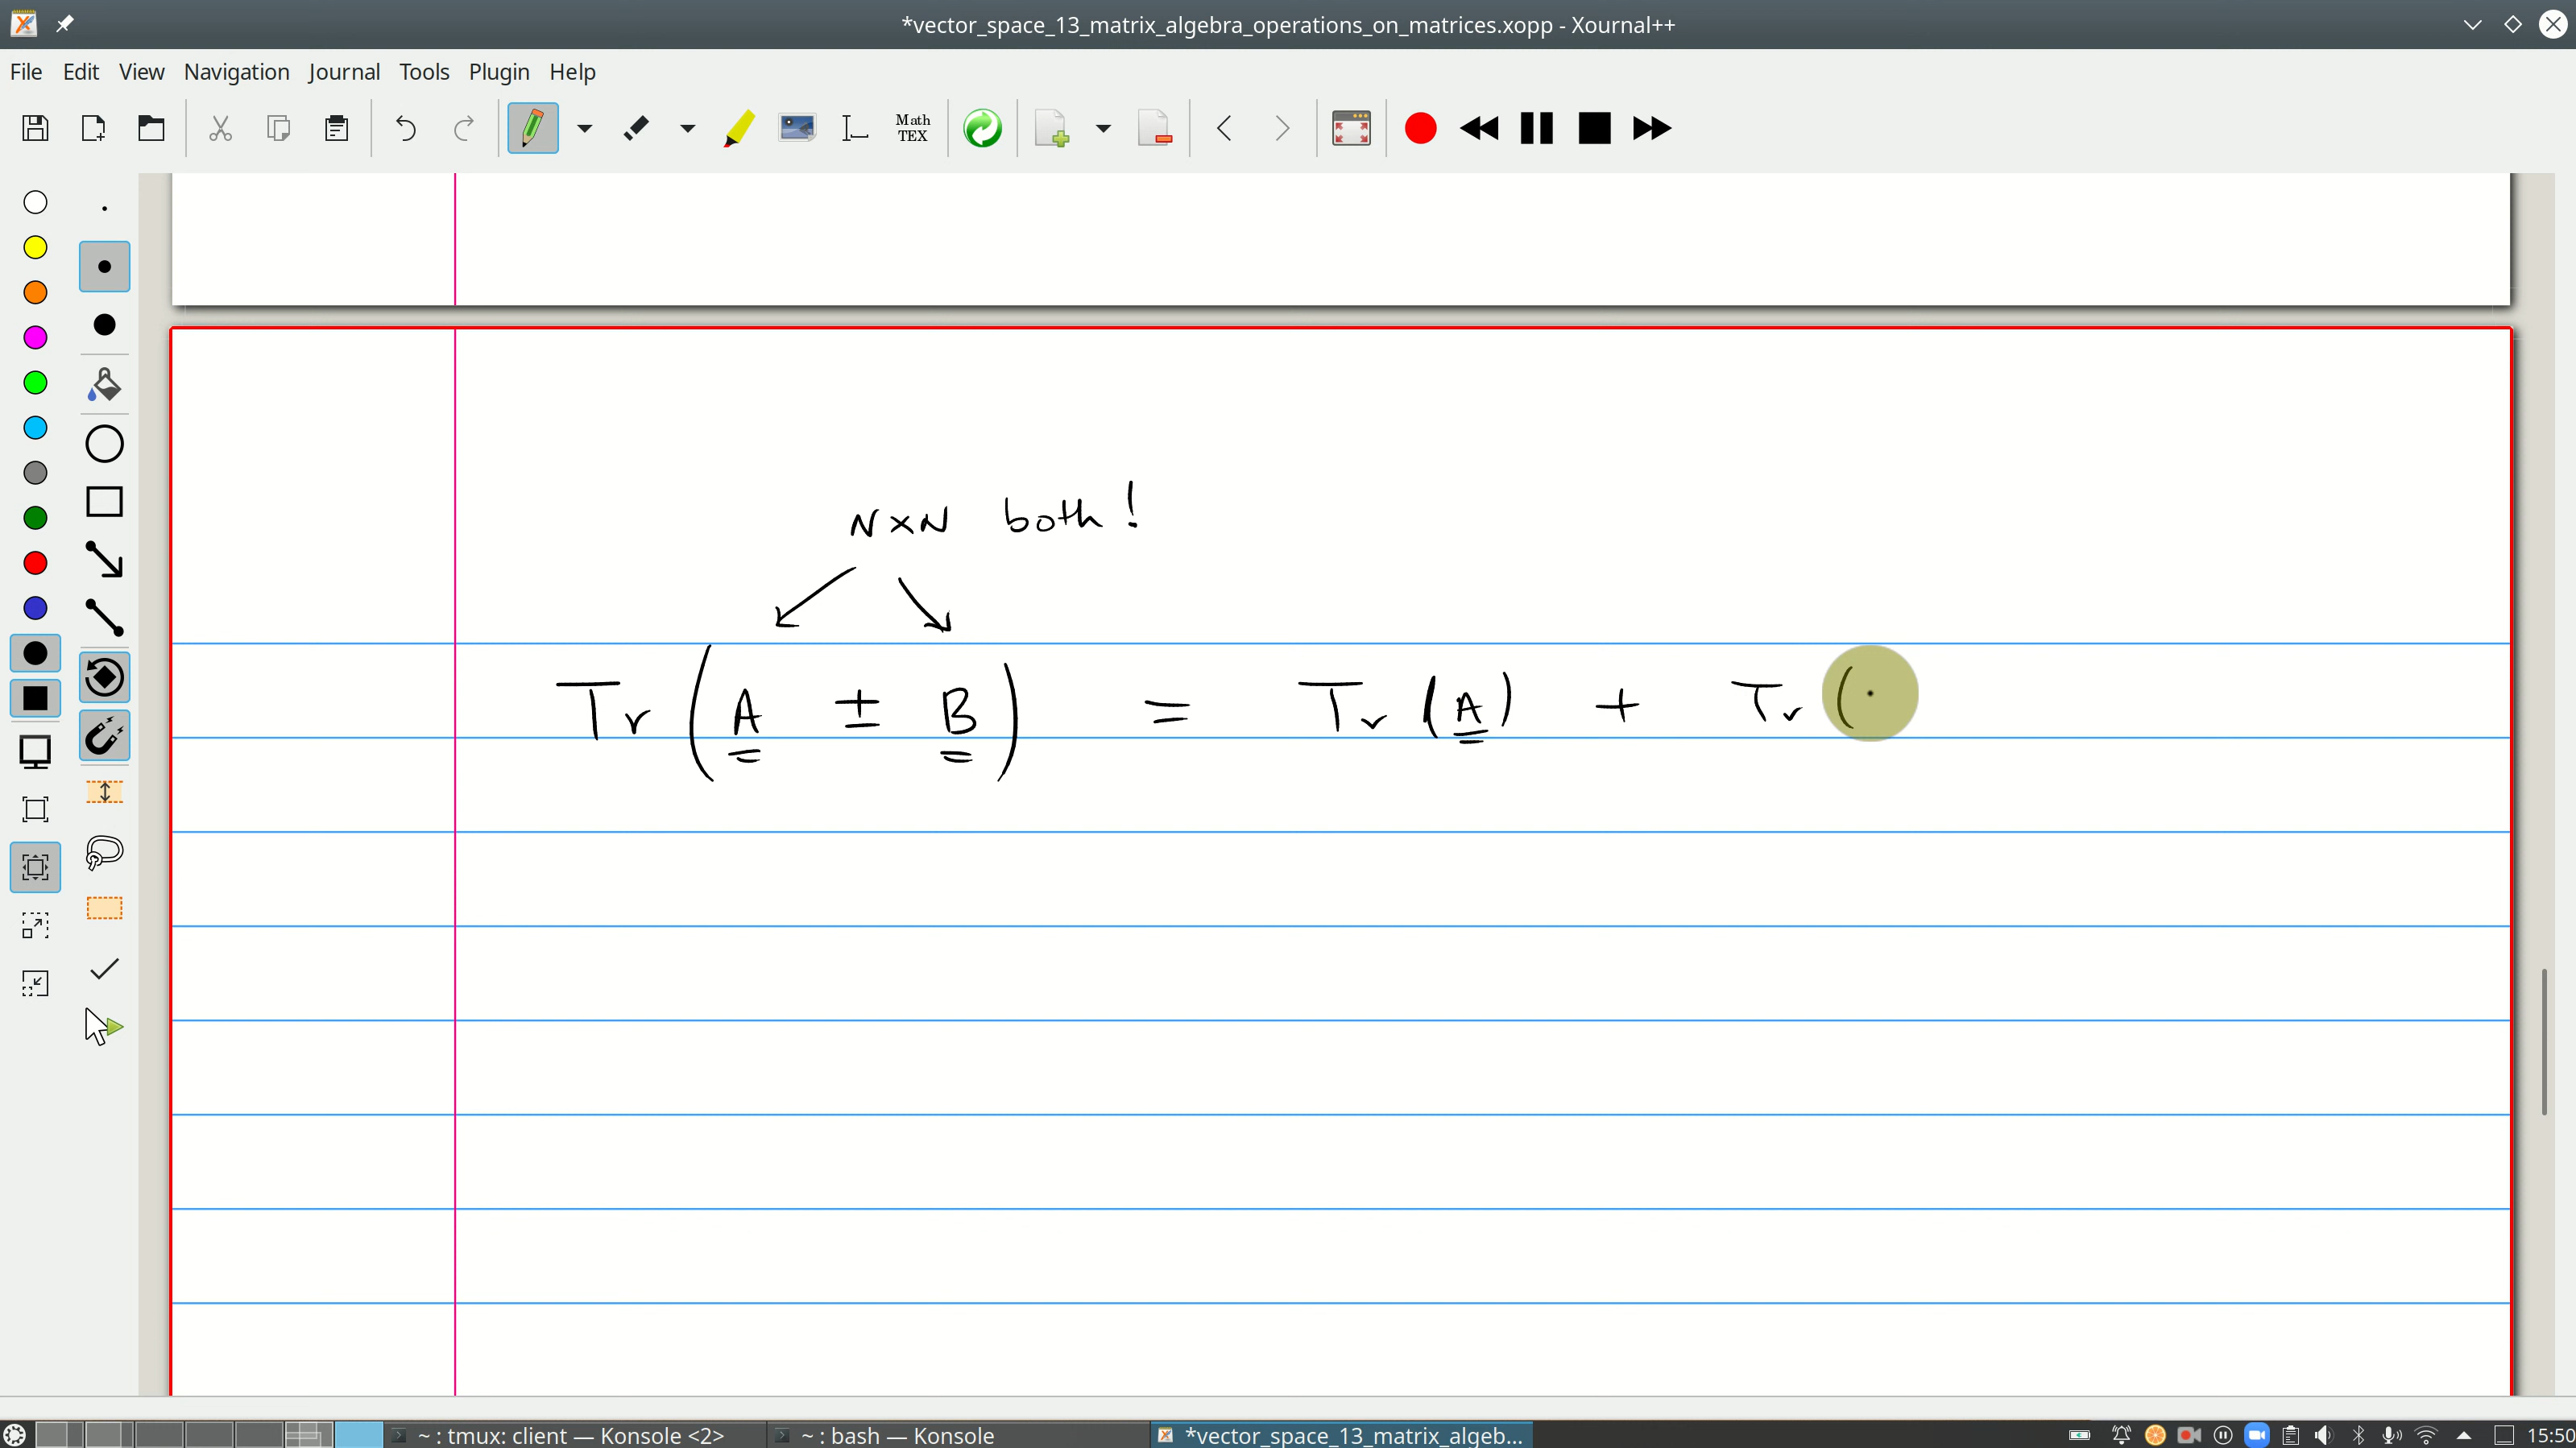 *vector_space_13_matrix_algebra_operations_on_matrices.xopp - Xournal++
File Edit View Navigation Journal Tools Plugin Help
Math
TEX
N×N both!
Tr(A ± B) = Tr(A) + Tr(
~ : tmux: client — Konsole <2> ~ : bash — Konsole *vector_space_13_matrix_algeb... 15:50